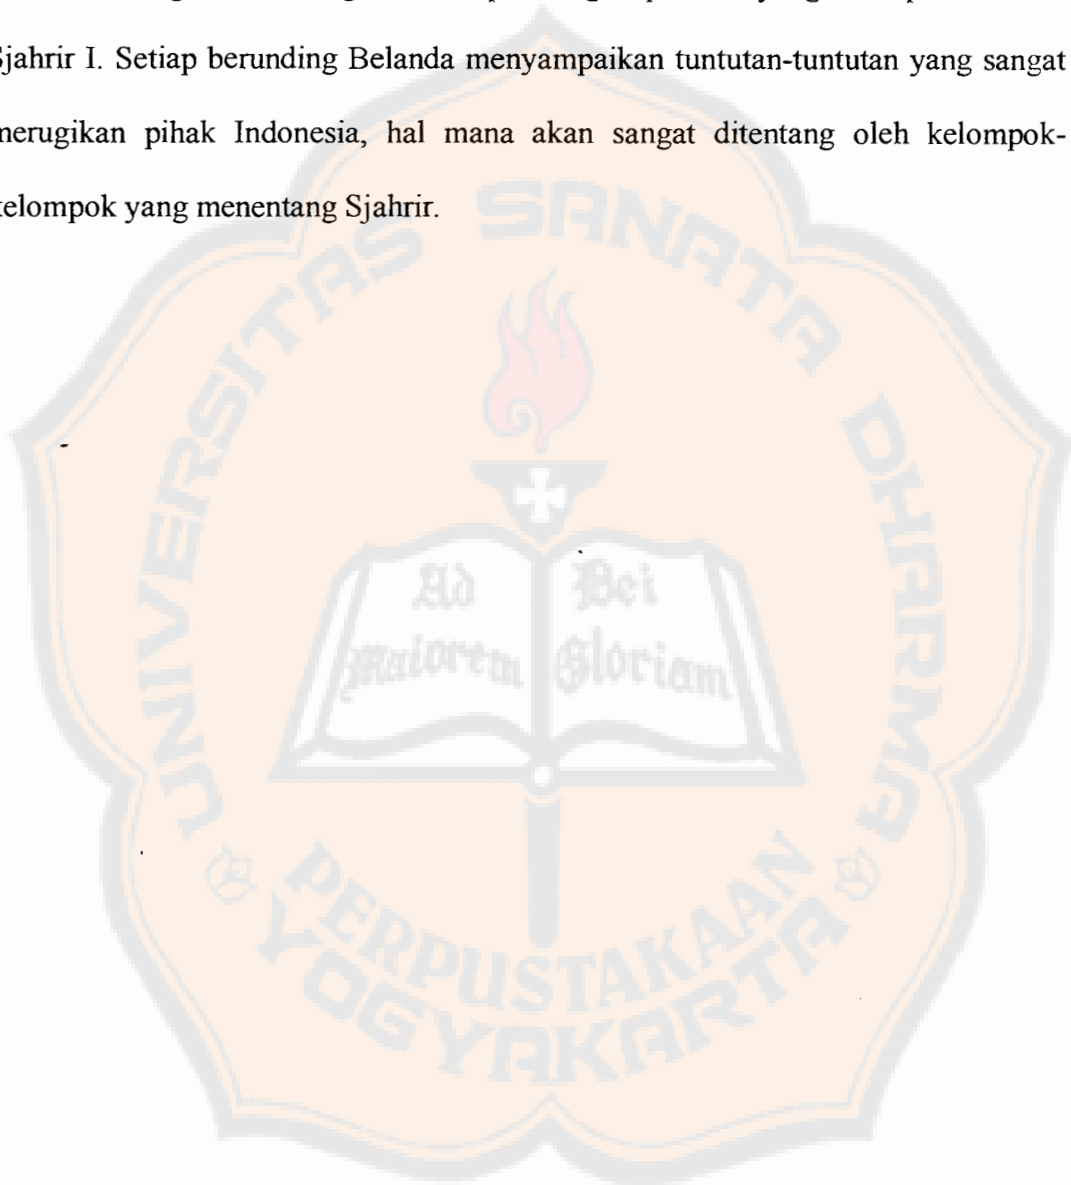 Sjahrir I. Setiap berunding Belanda menyampaikan tuntutan-tuntutan yang sangat
merugikan pihak Indonesia, hal mana akan sangat ditentang oleh kelompok-
kelompok yang menentang Sjahrir.
UNIVERSITAS SANATA DHARMA
Ad Dei
Maiorem Gloriam
PERPUSTAKAAN
YOGYAKARTA